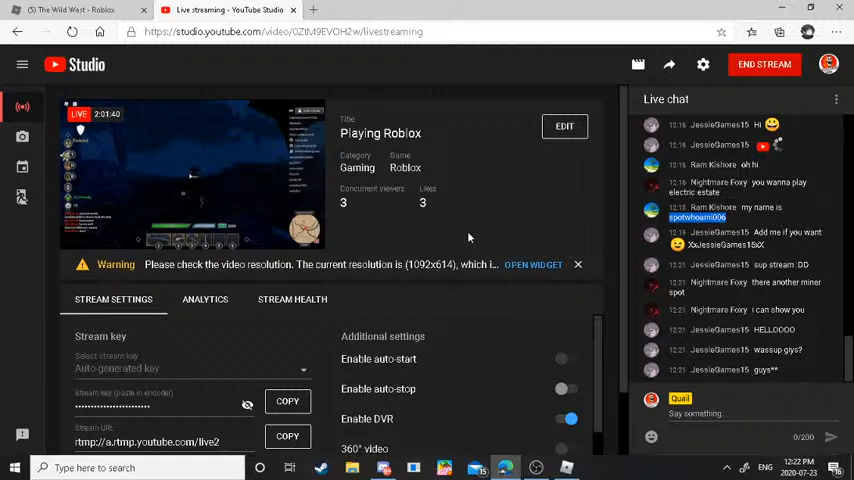 (5) The Wild West - Roblox
Live streaming - YouTube Studio
https://studio.youtube.com/video/0ZtM9EVOH2w/livestreaming
Studio
END STREAM
LIVE 2:01:40
Title
Playing Roblox
EDIT
Category Game
Gaming Roblox
Concurrent viewers Likes
3 3
Warning Please check the video resolution. The current resolution is (1092x614), which i... OPEN WIDGET
STREAM SETTINGS ANALYTICS STREAM HEALTH
Stream key
Select stream key
Auto-generated key
Stream key (paste in encoder)
COPY
Stream URL
rtmp://a.rtmp.youtube.com/live2
COPY
Additional settings
Enable auto-start
Enable auto-stop
Enable DVR
360° video
Live chat
12:16 JessieGames15 Hi
12:16 JessieGames15
12:16 Ram Kishore oh hi
12:16 Nightmare Foxy you wanna play
electric estate
12:18 Ram Kishore my name is
spotwhoami006
12:19 JessieGames15 Add me if you want
XxJessieGames15xX
12:21 JessieGames15 sup stream :DD
12:21 Nightmare Foxy there another miner
spot
12:21 Nightmare Foxy i can show you
12:21 JessieGames15 HELLOOOO
12:21 JessieGames15 wassup giys?
12:21 JessieGames15 guys**
Quail
Say something...
0/200
Type here to search
15
ENG
12:22 PM
2020-07-23
16